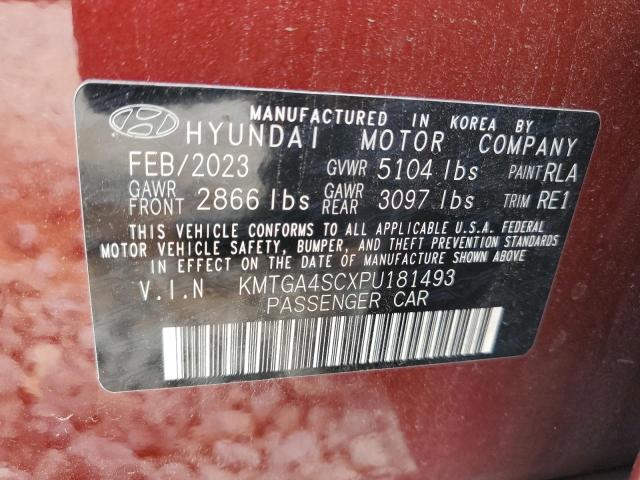 MANUFACTURED IN KOREA BY
HYUNDAI MOTOR COMPANY
FEB/2023 GVWR 5104 lbs PAINT RLA
GAWR FRONT 2866 lbs GAWR REAR 3097 lbs TRIM RE1
THIS VEHICLE CONFORMS TO ALL APPLICABLE U.S.A. FEDERAL
MOTOR VEHICLE SAFETY, BUMPER, AND THEFT PREVENTION STANDARDS
IN EFFECT ON THE DATE OF MANUFACTURE SHOWN ABOVE.
V.I.N KMTGA4SCXPU181493
PASSENGER CAR